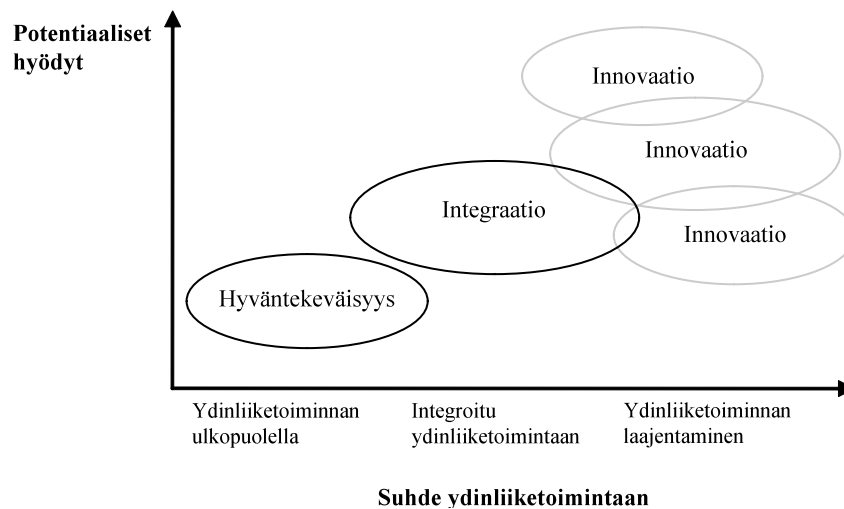 Potentiaaliset
hyödyt
Innovaatio
Innovaatio
Integraatio
Innovaatio
Hyväntekeväisyys
Ydinliiketoiminnan
ulkopuolella
Integroitu
ydinliiketoimintaan
Ydinliiketoiminnan
laajentaminen
Suhde ydinliiketoimintaan